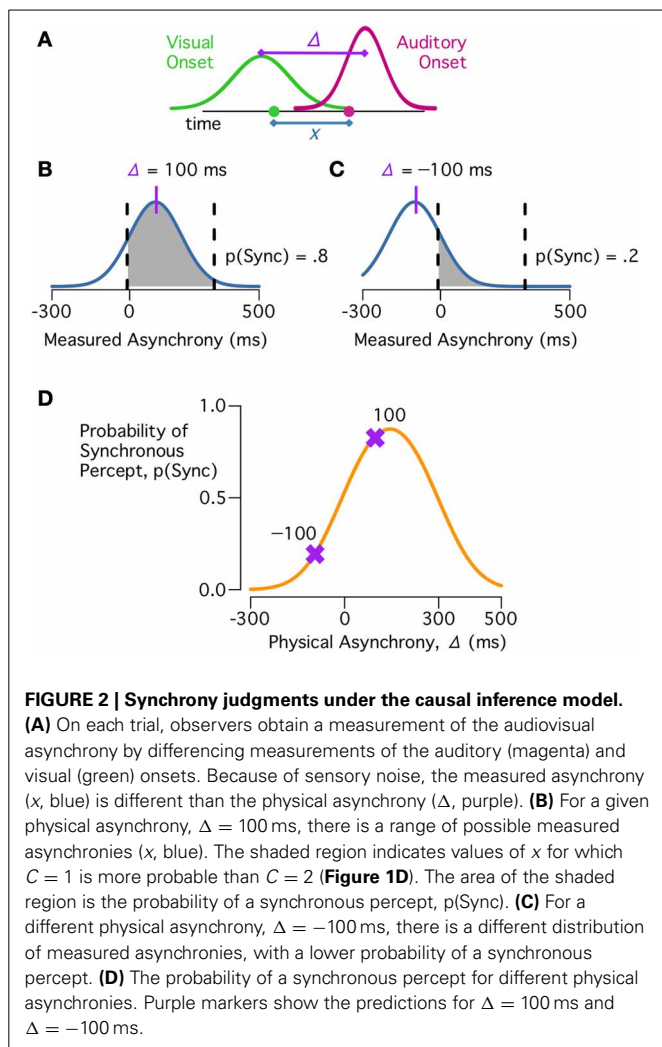 A
Visual
Onset
Δ
Auditory
Onset
time
x
B
Δ = 100 ms
p(Sync) = .8
-300 0 500
Measured Asynchrony (ms)
C
Δ = −100 ms
p(Sync) = .2
-300 0 500
Measured Asynchrony (ms)
D
Probability of
Synchronous
Percept, p(Sync)
1.0
0.5
0.0
100
−100
-300 0 300 500
Physical Asynchrony, Δ (ms)
FIGURE 2 | Synchrony judgments under the causal inference model.
(A) On each trial, observers obtain a measurement of the audiovisual
asynchrony by differencing measurements of the auditory (magenta) and
visual (green) onsets. Because of sensory noise, the measured asynchrony
(x, blue) is different than the physical asynchrony (Δ, purple). (B) For a given
physical asynchrony, Δ = 100 ms, there is a range of possible measured
asynchronies (x, blue). The shaded region indicates values of x for which
C = 1 is more probable than C = 2 (Figure 1D). The area of the shaded
region is the probability of a synchronous percept, p(Sync). (C) For a
different physical asynchrony, Δ = −100 ms, there is a different distribution
of measured asynchronies, with a lower probability of a synchronous
percept. (D) The probability of a synchronous percept for different physical
asynchronies. Purple markers show the predictions for Δ = 100 ms and
Δ = −100 ms.